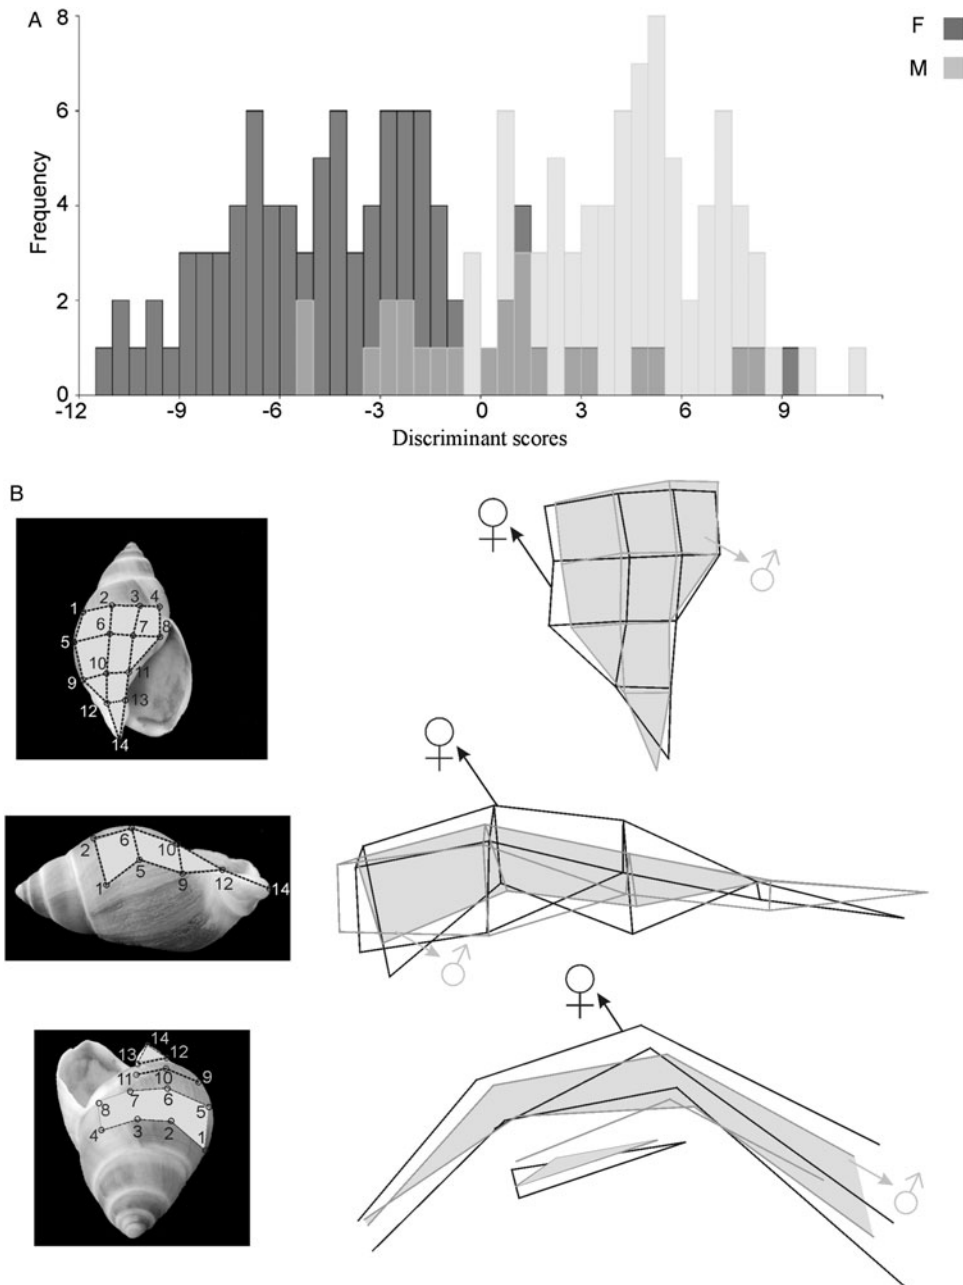 A
F
M
Frequency
8
6
4
2
0
-12 -9 -6 -3 0 3 6 9
Discriminant scores
B
1 2 3 4
5 6 7 8
9 10 11
12 13
14
♀
♂
2 6 10
1 5 9 12 14
♀
♂
14
13 12
11 10 9
8 7 6 5
4 3 2 1
♀
♂